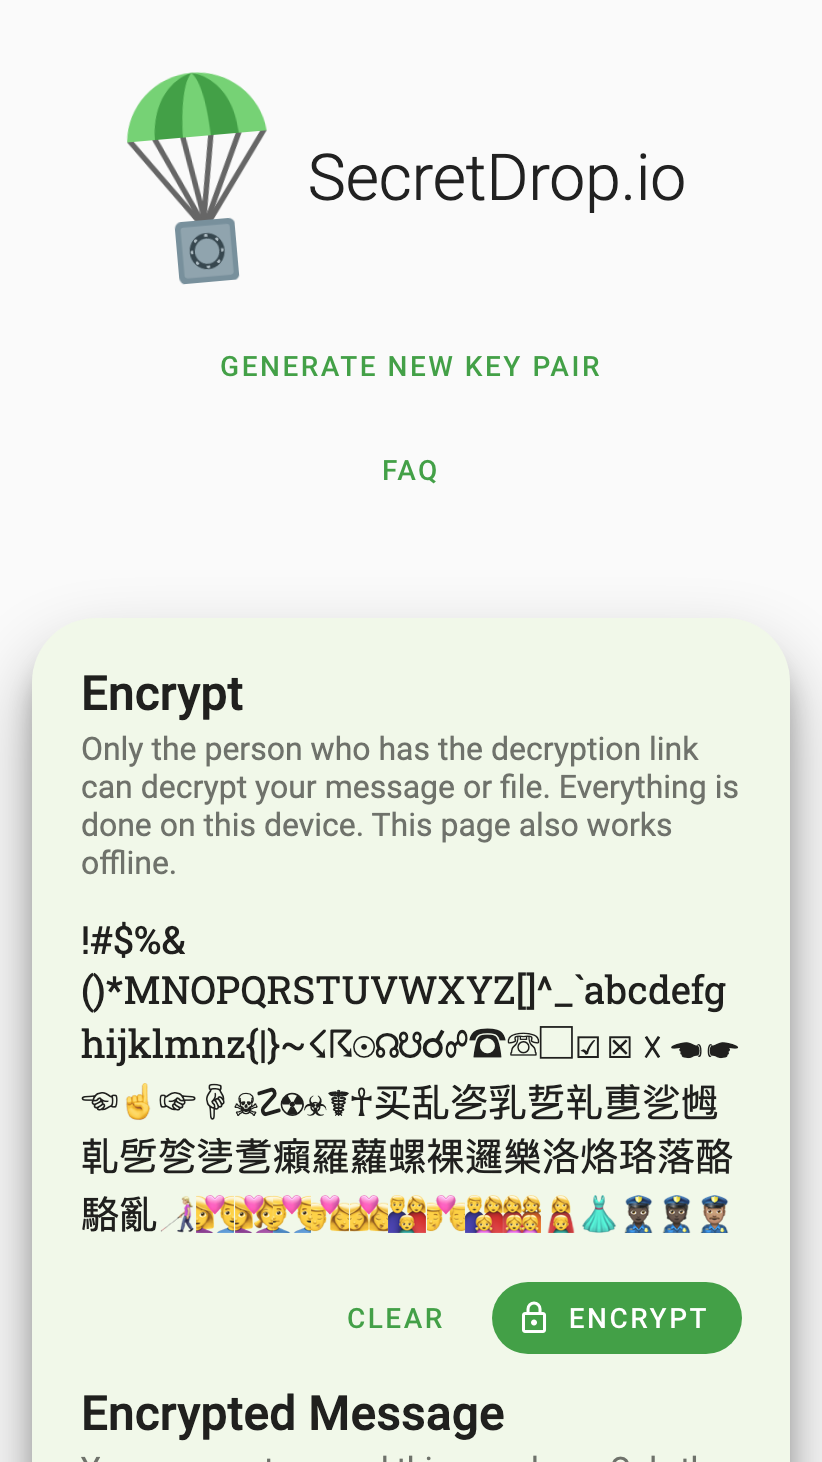 SecretDrop.io
GENERATE NEW KEY PAIR
FAQ
Encrypt
Only the person who has the decryption link
can decrypt your message or file. Everything is
done on this device. This page also works
offline.
!#$%&
()*MNOPQRSTUVWXYZ[]^_`abcdefg
hijklmnz{|}~☇☈☉☊☋☌☍☎☏☐☑☒☓☚☛
☜☝☞☟☠☡☢☣☤☥买乱乲乳乴乵乶乷乸
乹乺乻乼乽癩羅蘿螺裸邏樂洛烙珞落酪
駱亂
CLEAR
ENCRYPT
Encrypted Message